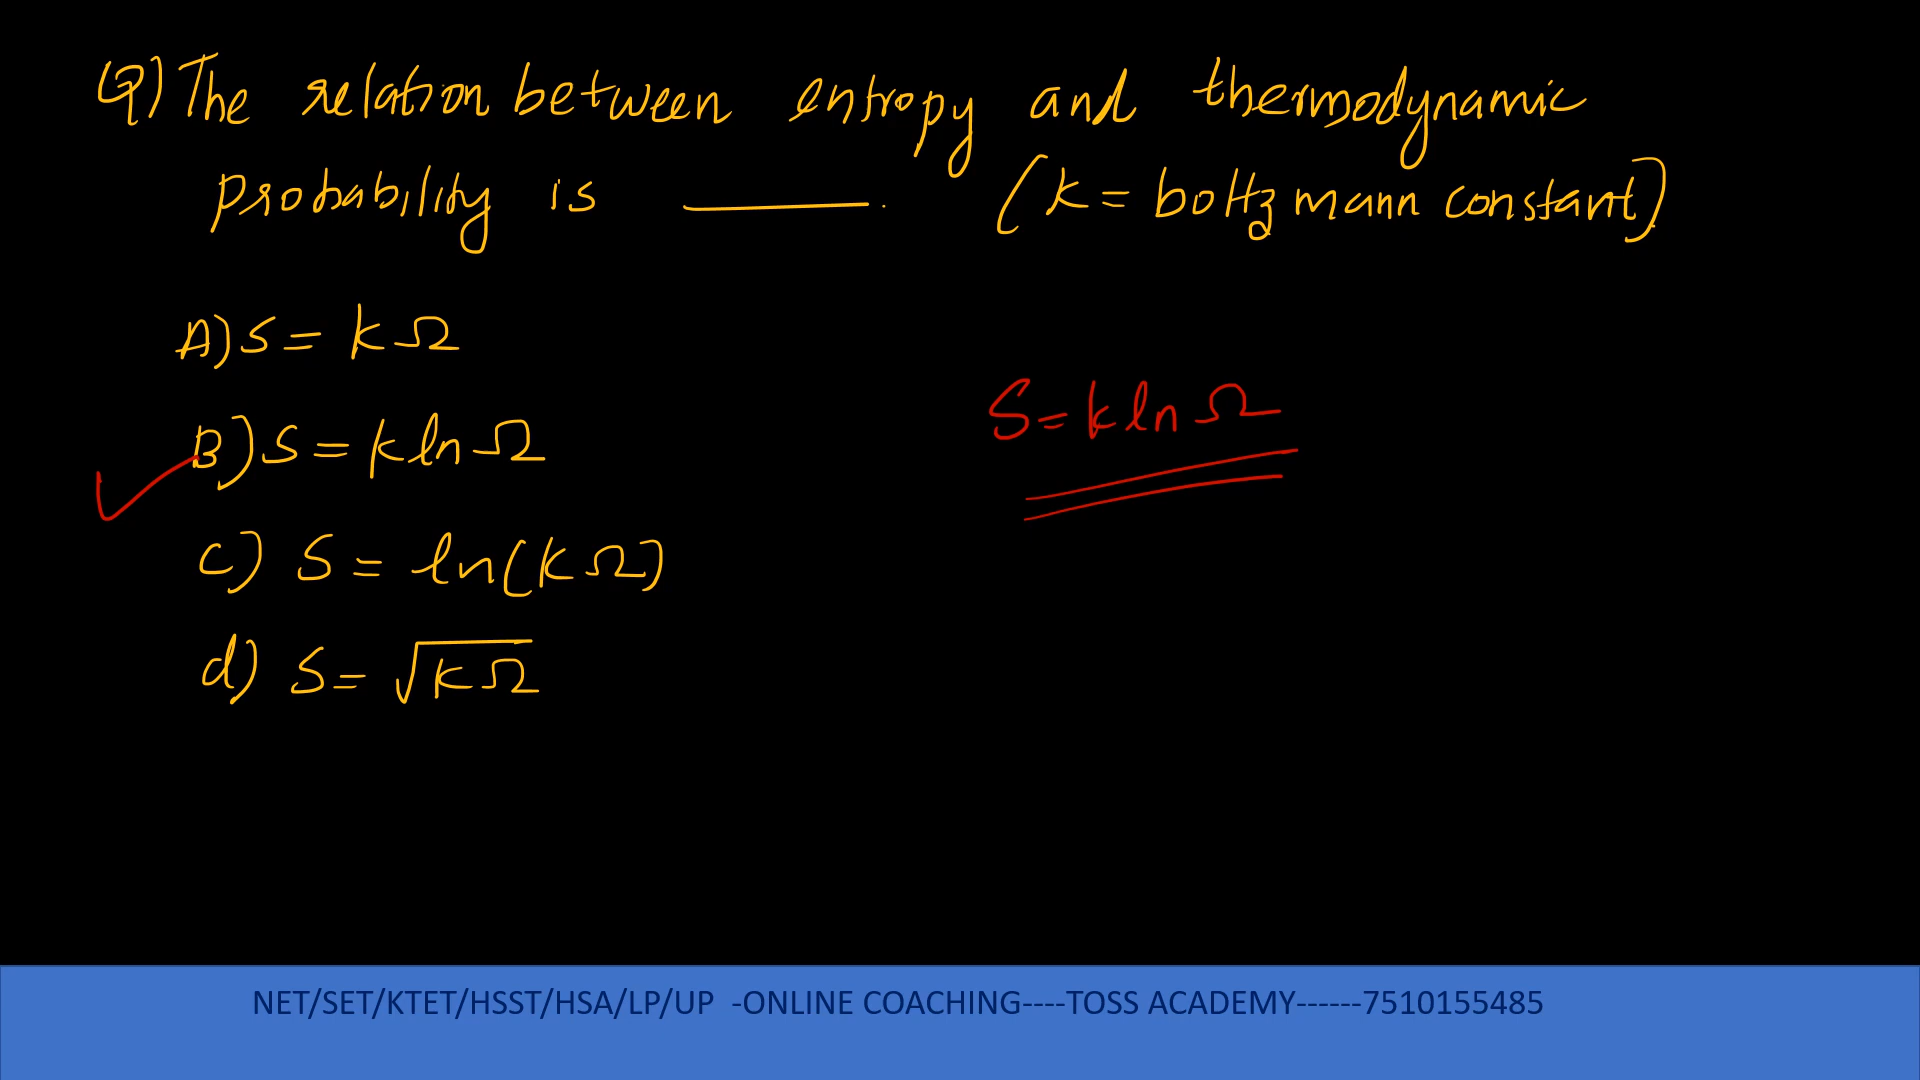 Q) The relation between entropy and thermodynamic
probability is ______. (k = boltzmann constant)
A) S = kΩ
B) S = k ln Ω
S = k ln Ω
C) S = ln(kΩ)
d) S = √kΩ
NET/SET/KTET/HSST/HSA/LP/UP -ONLINE COACHING----TOSS ACADEMY------7510155485